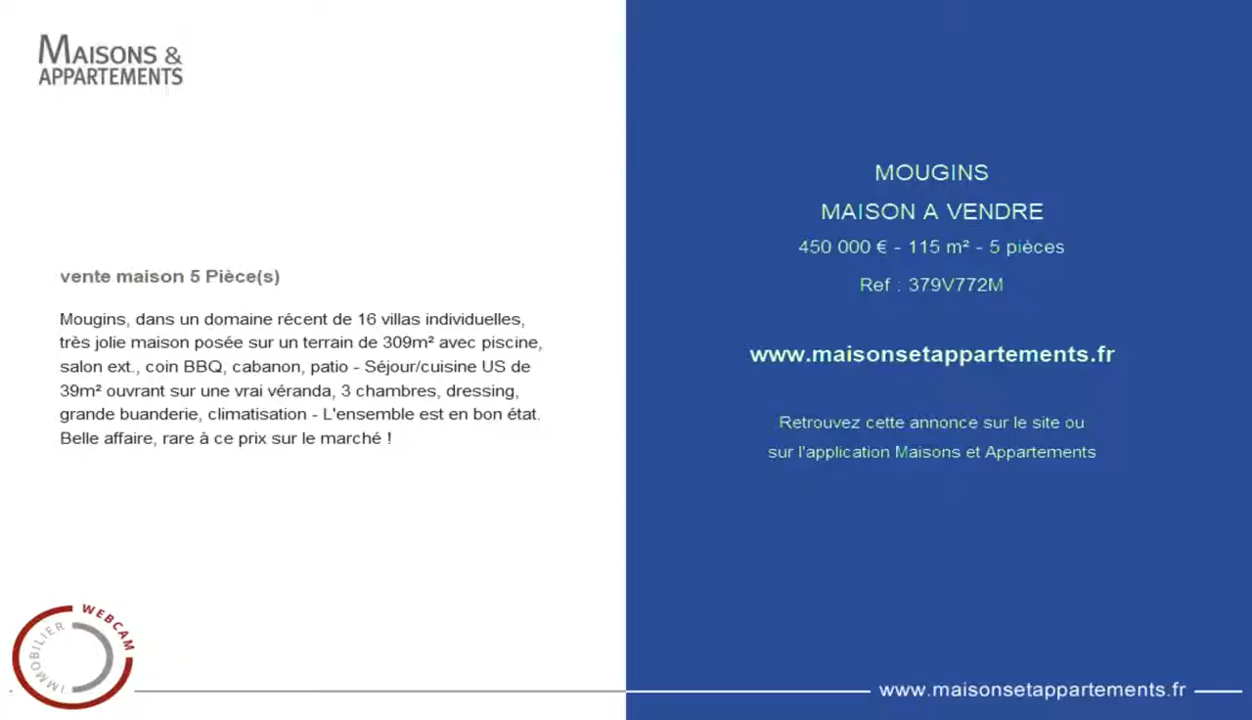 MAISONS &
APPARTEMENTS
vente maison 5 Pièce(s)
Mougins, dans un domaine récent de 16 villas individuelles,
très jolie maison posée sur un terrain de 309m² avec piscine,
salon ext., coin BBQ, cabanon, patio - Séjour/cuisine US de
39m² ouvrant sur une vrai véranda, 3 chambres, dressing,
grande buanderie, climatisation - L'ensemble est en bon état.
Belle affaire, rare à ce prix sur le marché !
WEBCAM
IMMOBILIER
MOUGINS
MAISON A VENDRE
450 000 € - 115 m² - 5 pièces
Ref : 379V772M
www.maisonsetappartements.fr
Retrouvez cette annonce sur le site ou
sur l'application Maisons et Appartements
www.maisonsetappartements.fr